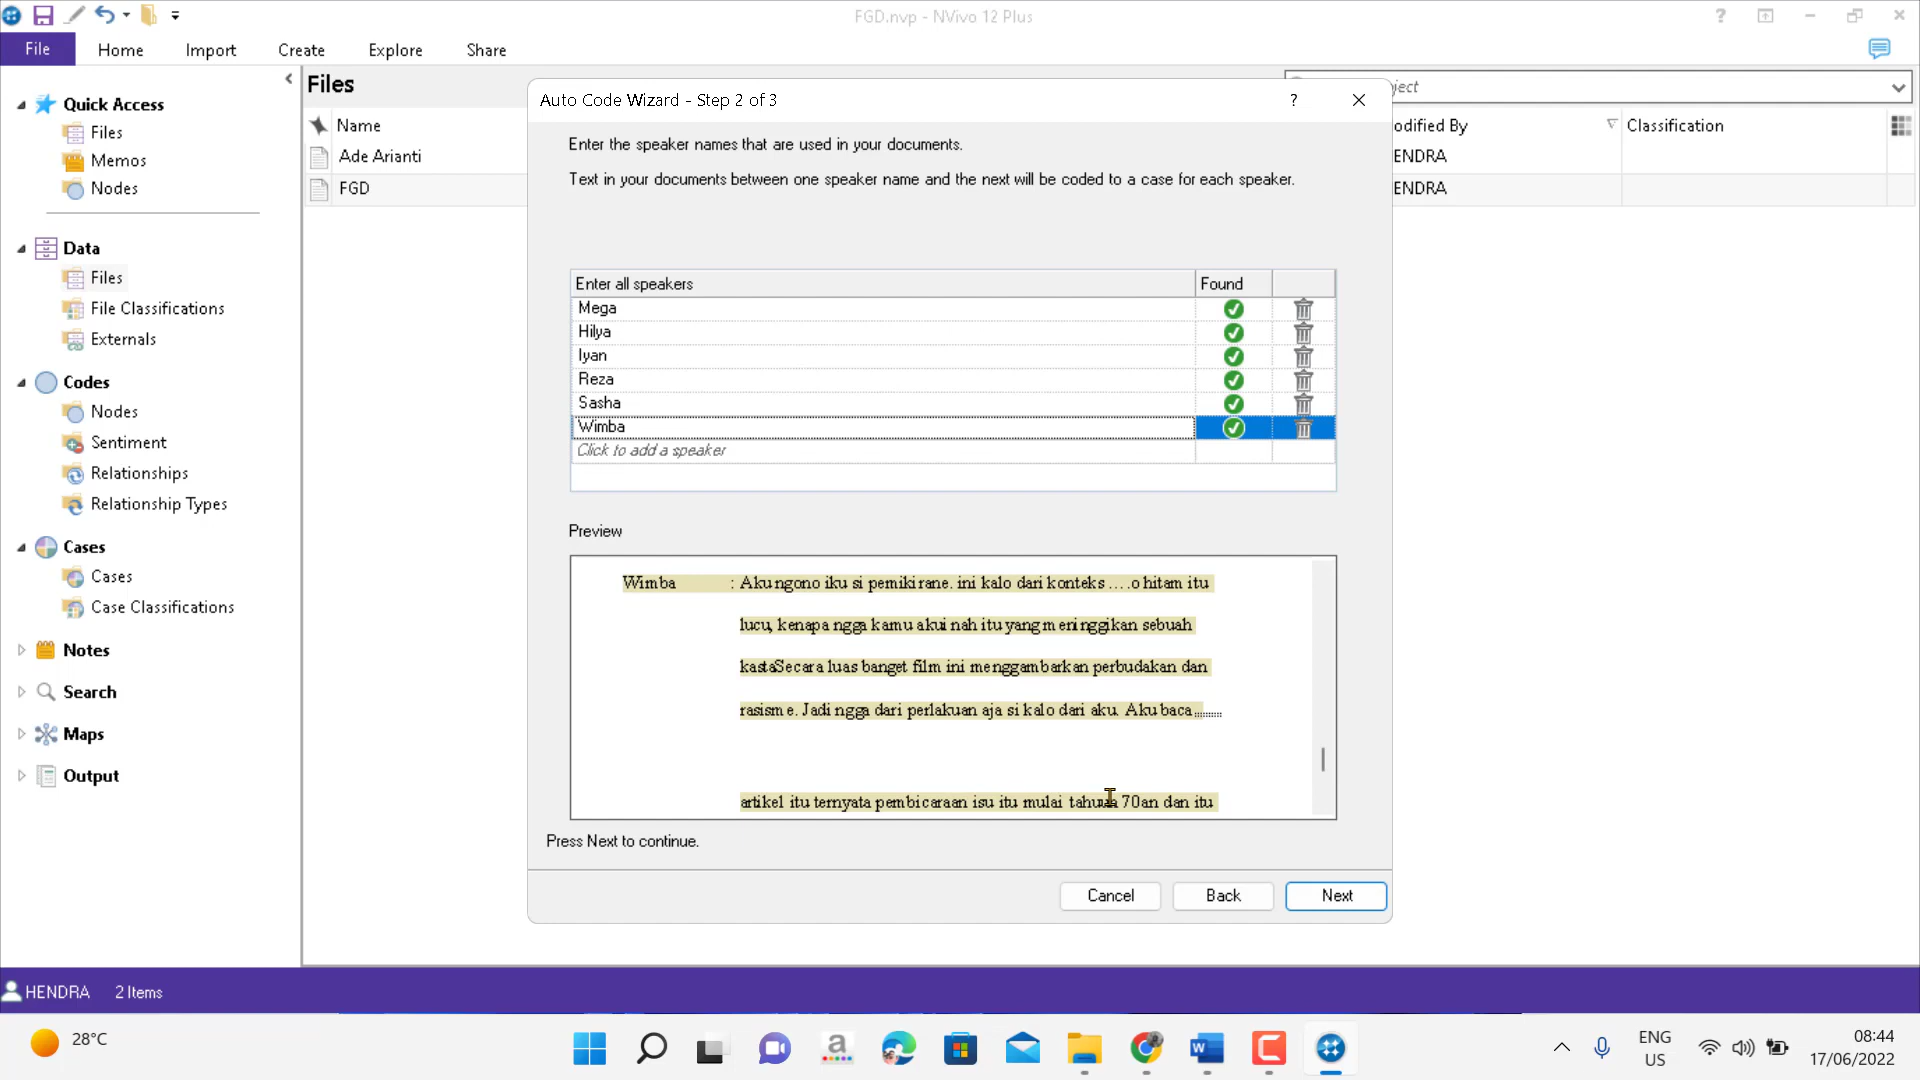 FGD.nvp - NVivo 12 Plus
File Home Import Create Explore Share
Quick Access
Files
Memos
Nodes
Data
Files
File Classifications
Externals
Codes
Nodes
Sentiment
Relationships
Relationship Types
Cases
Cases
Case Classifications
Notes
Search
Maps
Output
Files
ject
Name
odified By
Classification
Ade Arianti
ENDRA
FGD
ENDRA
Auto Code Wizard - Step 2 of 3
?
Enter the speaker names that are used in your documents.
Text in your documents between one speaker name and the next will be coded to a case for each speaker.
Enter all speakers Found
Mega
Hilya
Iyan
Reza
Sasha
Wimba
Click to add a speaker
Preview
Wimba : Aku ngono iku si pemikirane. ini kalo dari konteks ….o hitam itu
lucu, kenapa ngga kamu akui nah itu yang meninggikan sebuah
kastaSecara luas banget film ini menggambarkan perbudakan dan
rasisme. Jadi ngga dari perlakuan aja si kalo dari aku. Aku baca..........
artikel itu ternyata pembicaraan isu itu mulai tahun 70an dan itu
Press Next to continue.
Cancel Back Next
HENDRA 2 Items
28°C
ENG
US
08:44
17/06/2022